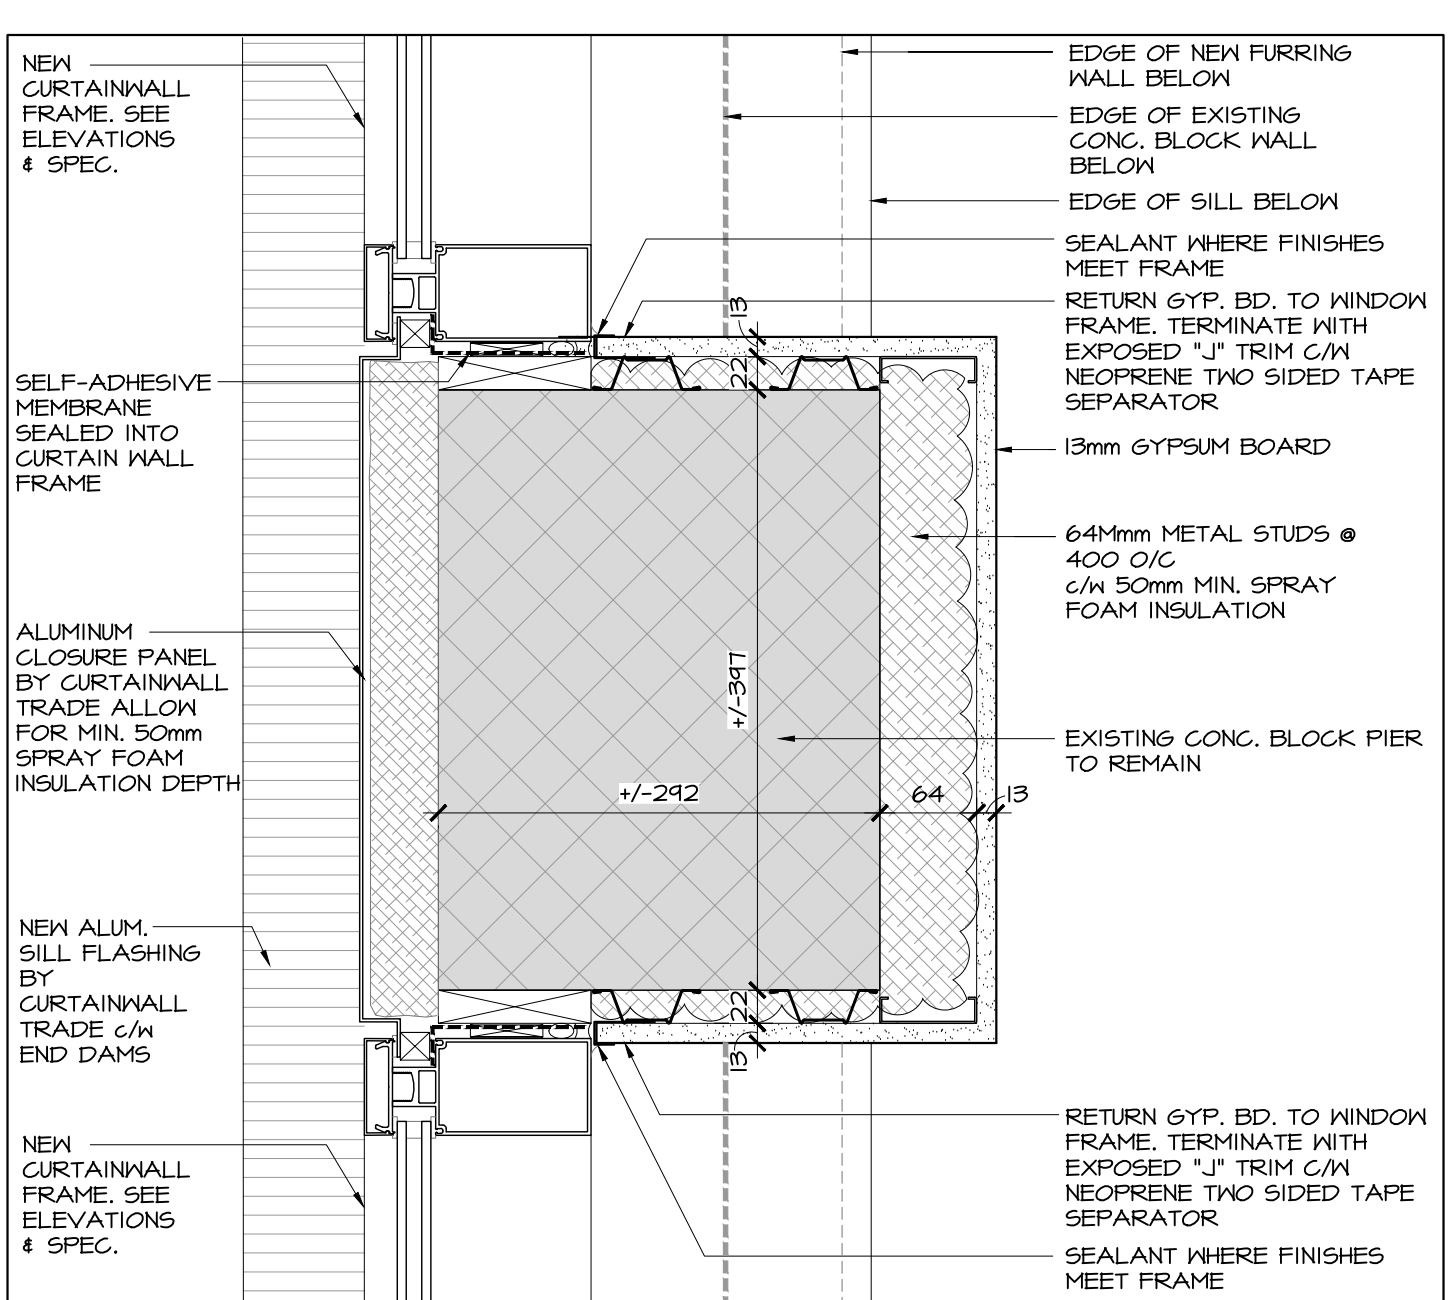 NEW
CURTAINWALL
FRAME. SEE
ELEVATIONS
& SPEC.
SELF-ADHESIVE
MEMBRANE
SEALED INTO
CURTAIN WALL
FRAME
ALUMINUM
CLOSURE PANEL
BY CURTAINWALL
TRADE ALLOW
FOR MIN. 50mm
SPRAY FOAM
INSULATION DEPTH
NEW ALUM.
SILL FLASHING
BY
CURTAINWALL
TRADE c/w
END DAMS
NEW
CURTAINWALL
FRAME. SEE
ELEVATIONS
& SPEC.
13
22
+/-397
+/-292
64
13
22
13
EDGE OF NEW FURRING
WALL BELOW
EDGE OF EXISTING
CONC. BLOCK WALL
BELOW
EDGE OF SILL BELOW
SEALANT WHERE FINISHES
MEET FRAME
RETURN GYP. BD. TO WINDOW
FRAME. TERMINATE WITH
EXPOSED "J" TRIM C/W
NEOPRENE TWO SIDED TAPE
SEPARATOR
13mm GYPSUM BOARD
64Mmm METAL STUDS @
400 O/C
c/w 50mm MIN. SPRAY
FOAM INSULATION
EXISTING CONC. BLOCK PIER
TO REMAIN
RETURN GYP. BD. TO WINDOW
FRAME. TERMINATE WITH
EXPOSED "J" TRIM C/W
NEOPRENE TWO SIDED TAPE
SEPARATOR
SEALANT WHERE FINISHES
MEET FRAME